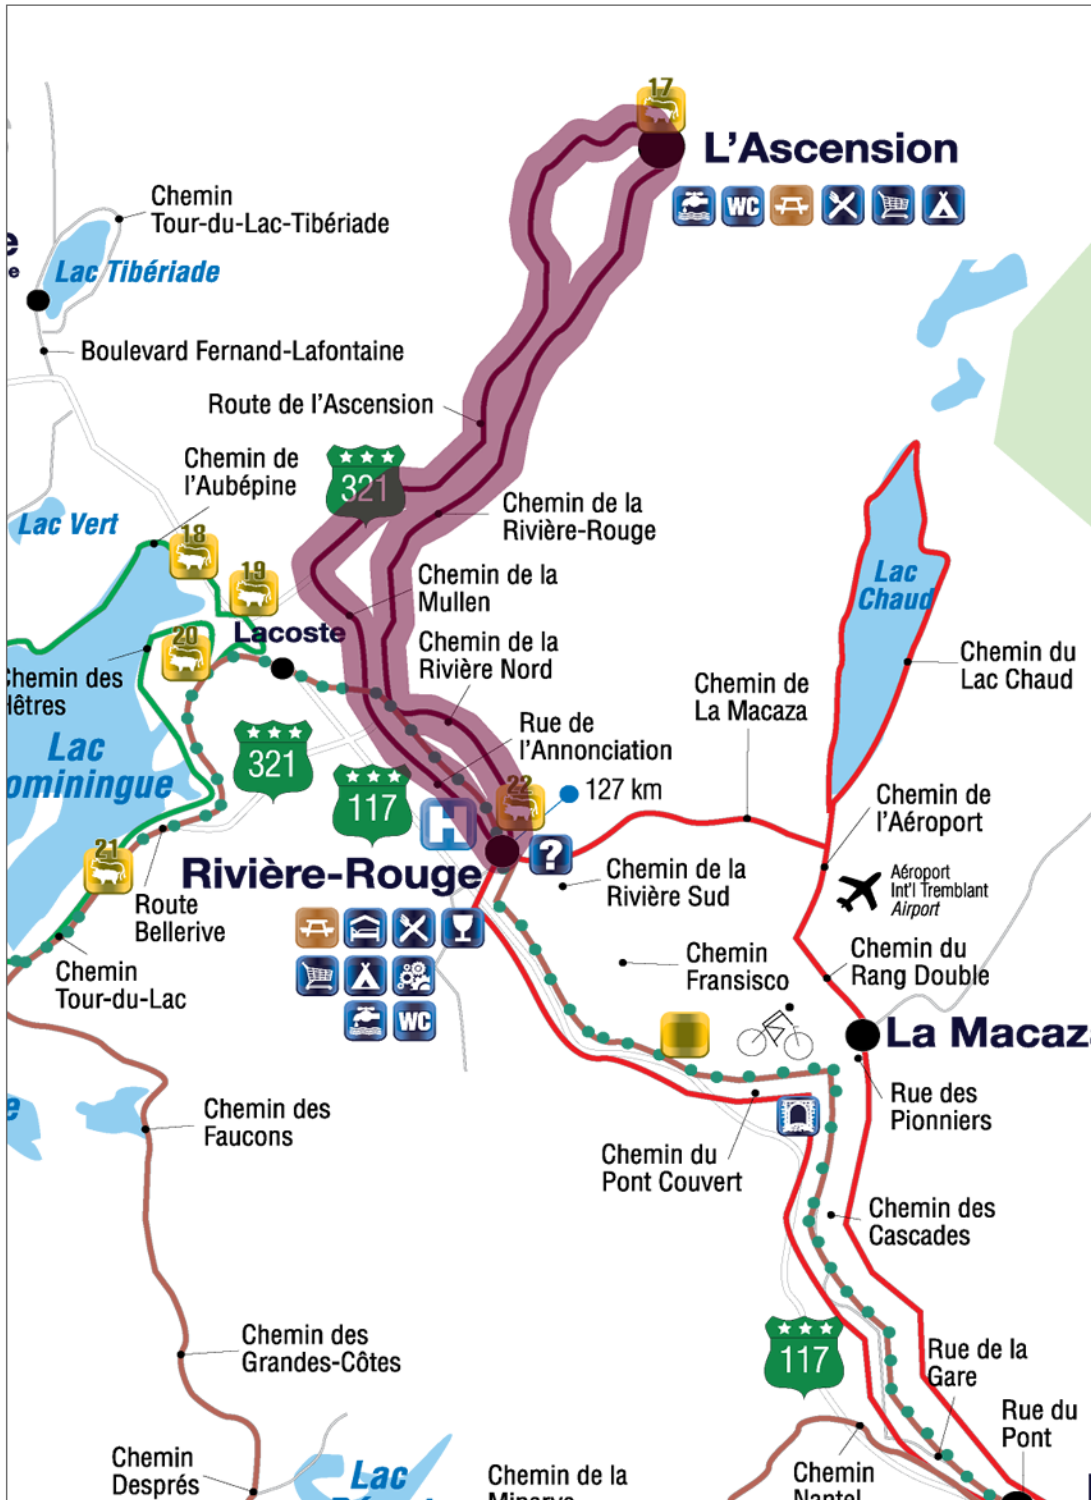 17
L'Ascension
WC
Chemin
Tour-du-Lac-Tibériade
Lac Tibériade
Boulevard Fernand-Lafontaine
Route de l'Ascension
321
Chemin de
l'Aubépine
Lac Vert
18
19
Chemin de la
Rivière-Rouge
Chemin de la
Mullen
Lacoste
20
Chemin de la
Rivière Nord
Chemin des
Hêtres
Lac
Chaud
Chemin du
Lac Chaud
Chemin de
La Macaza
Rue de
l'Annonciation
Lac
ominingue
321
117
22
127 km
H
?
Chemin de
l'Aéroport
21
Rivière-Rouge
Chemin de la
Rivière Sud
Aéroport
Int'l Tremblant
Airport
Route
Bellerive
Chemin
Tour-du-Lac
WC
Chemin
Fransisco
Chemin du
Rang Double
La Macaza
Rue des
Pionniers
Chemin des
Faucons
Chemin du
Pont Couvert
Chemin des
Cascades
117
Chemin des
Grandes-Côtes
Rue de la
Gare
Rue du
Pont
Chemin
Després
Lac
Chemin de la
Minerve
Chemin
Nantel